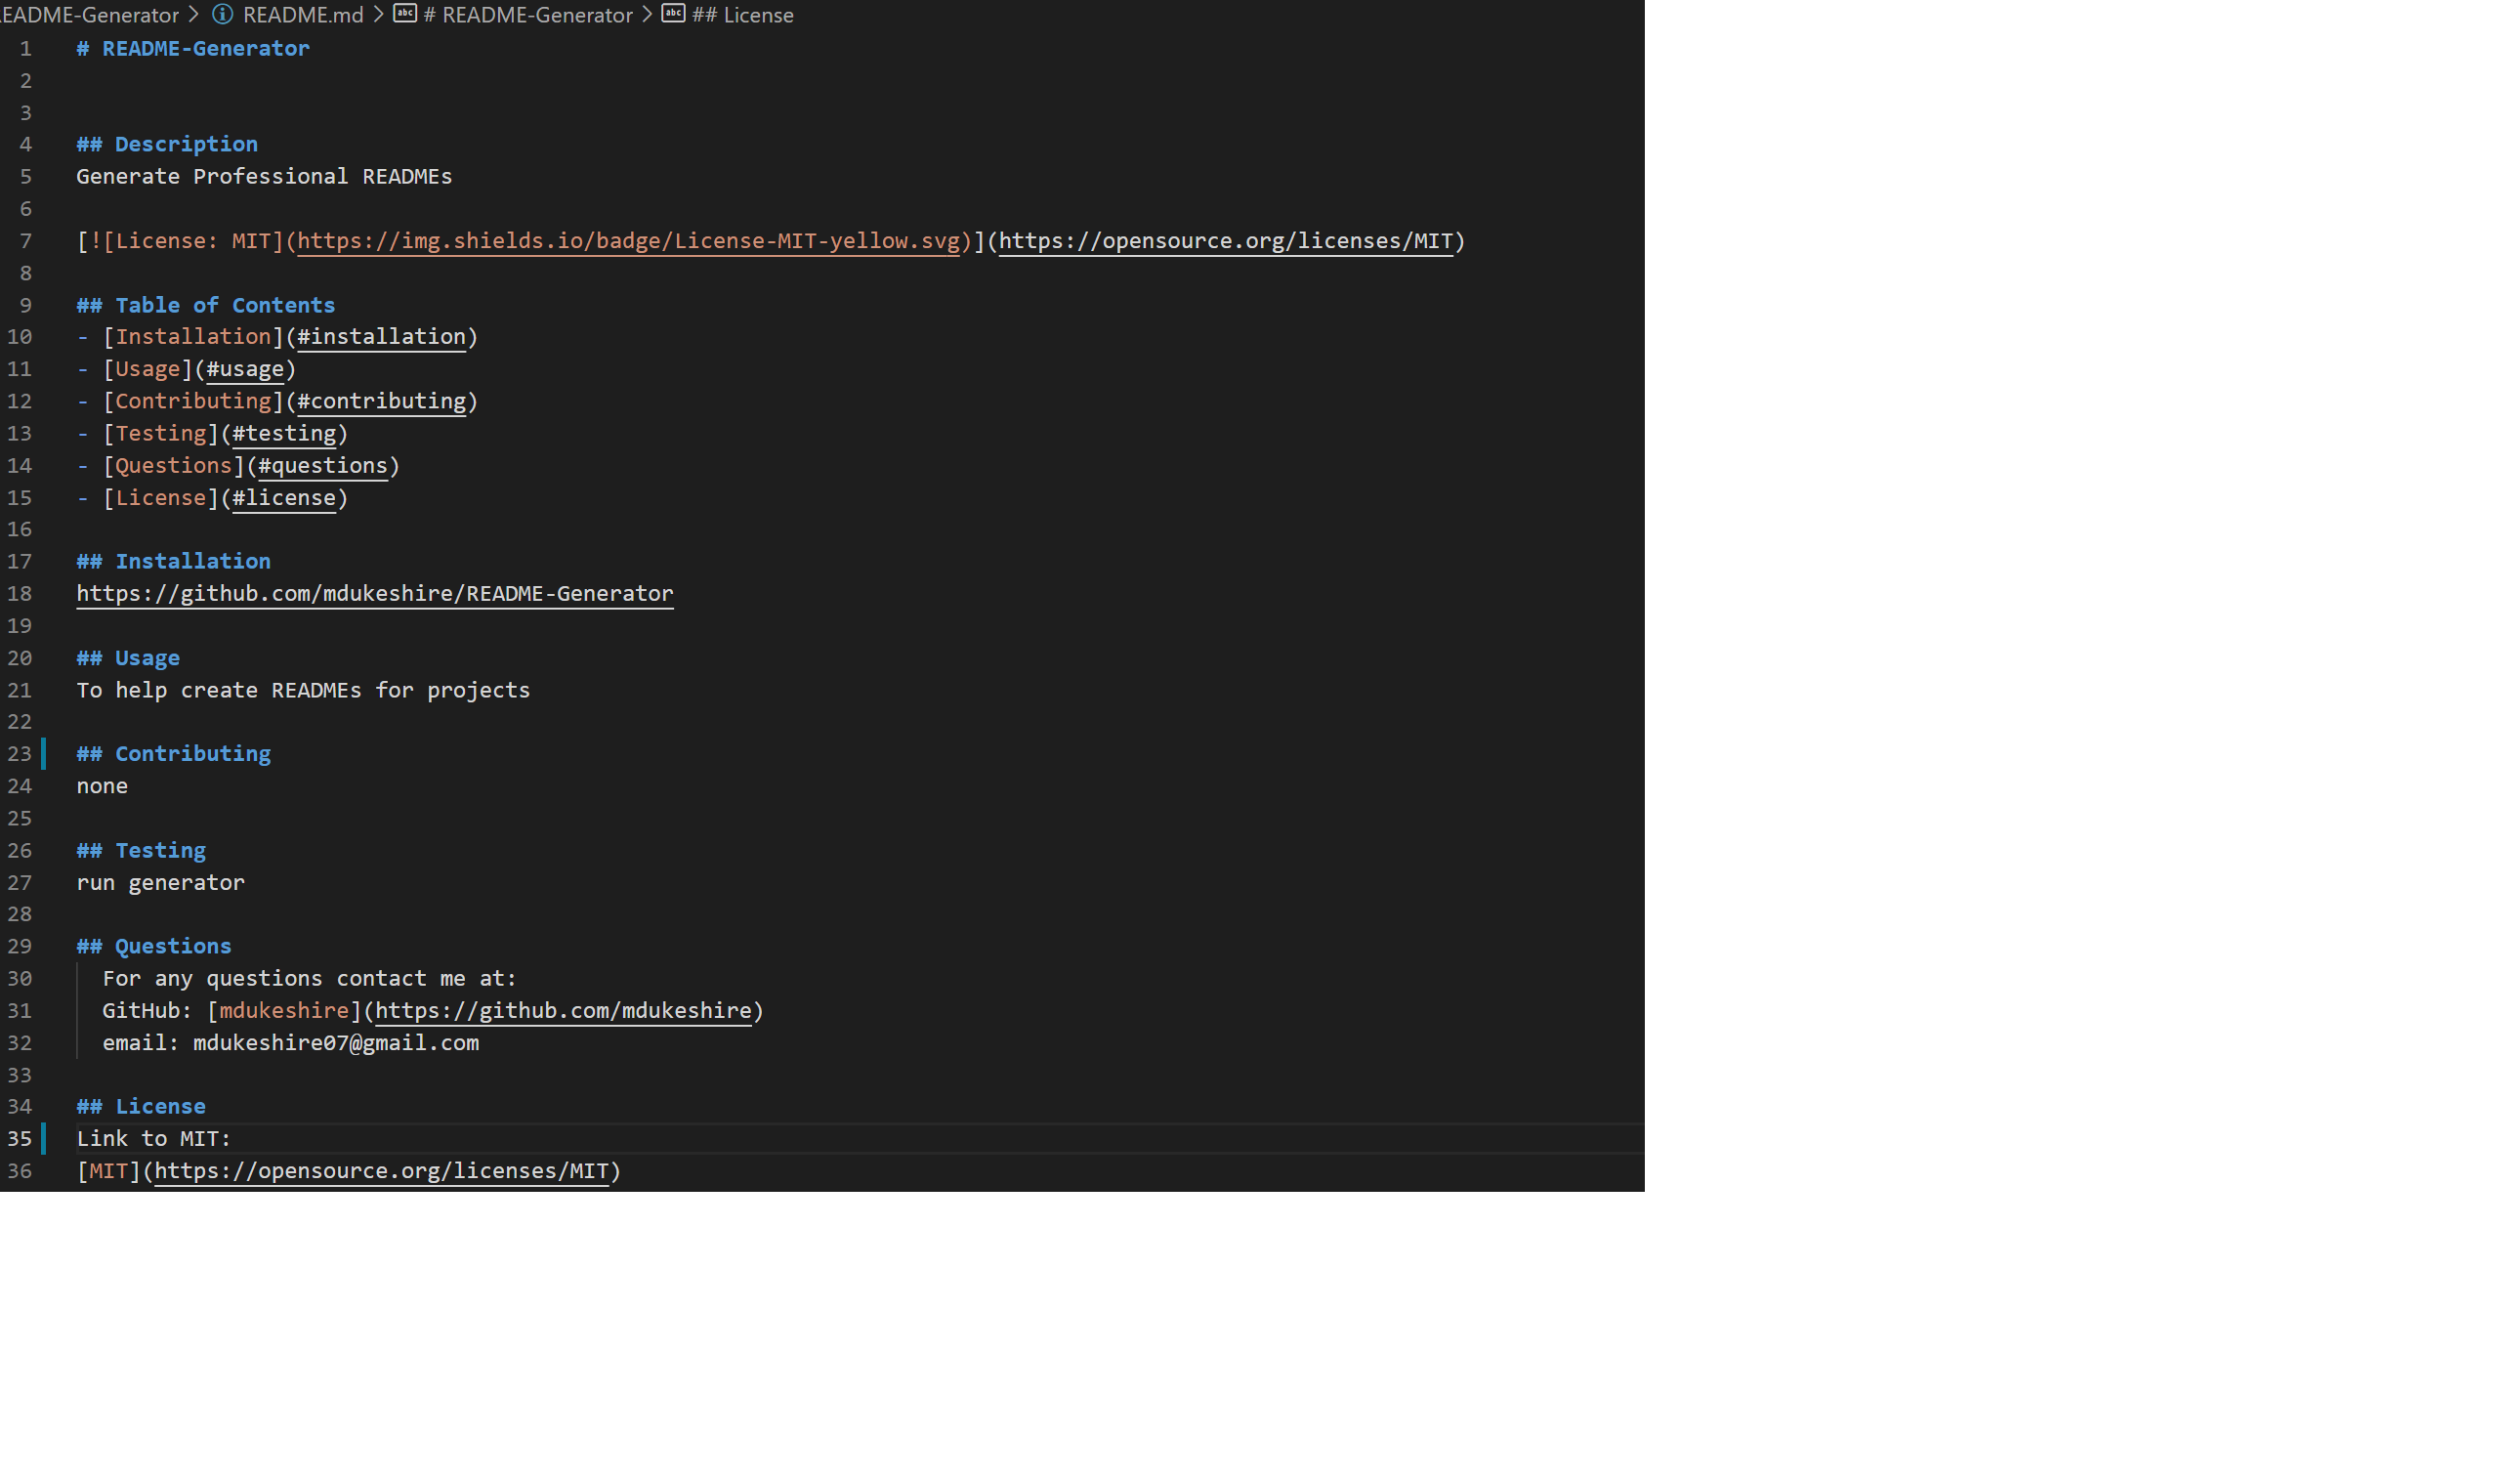 EADME-Generator > README.md > # README-Generator > ## License
1 # README-Generator
2
3
4 ## Description
5 Generate Professional READMEs
6
7 [![License: MIT](https://img.shields.io/badge/License-MIT-yellow.svg)](https://opensource.org/licenses/MIT)
8
9 ## Table of Contents
10 - [Installation](#installation)
11 - [Usage](#usage)
12 - [Contributing](#contributing)
13 - [Testing](#testing)
14 - [Questions](#questions)
15 - [License](#license)
16
17 ## Installation
18 https://github.com/mdukeshire/README-Generator
19
20 ## Usage
21 To help create READMEs for projects
22
23 ## Contributing
24 none
25
26 ## Testing
27 run generator
28
29 ## Questions
30 For any questions contact me at:
31 GitHub: [mdukeshire](https://github.com/mdukeshire)
32 email: mdukeshire07@gmail.com
33
34 ## License
35 Link to MIT:
36 [MIT](https://opensource.org/licenses/MIT)